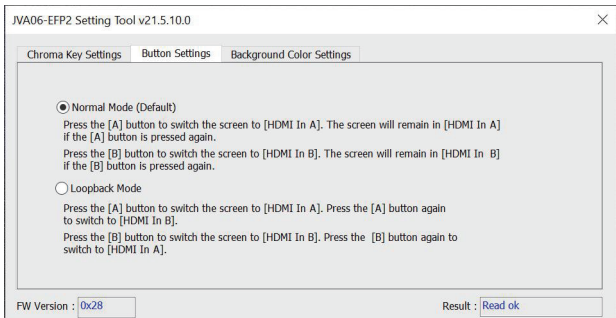 JVA06-EFP2 Setting Tool v21.5.10.0
Chroma Key Settings Button Settings Background Color Settings
Normal Mode (Default)
Press the [A] button to switch the screen to [HDMI In A]. The screen will remain in [HDMI In A]
if the [A] button is pressed again.
Press the [B] button to switch the screen to [HDMI In B]. The screen will remain in [HDMI In B]
if the [B] button is pressed again.
Loopback Mode
Press the [A] button to switch the screen to [HDMI In A]. Press the [A] button again
to switch to [HDMI In B].
Press the [B] button to switch the screen to [HDMI In B]. Press the [B] button again to
switch to [HDMI In A].
FW Version : 0x28 Result : Read ok